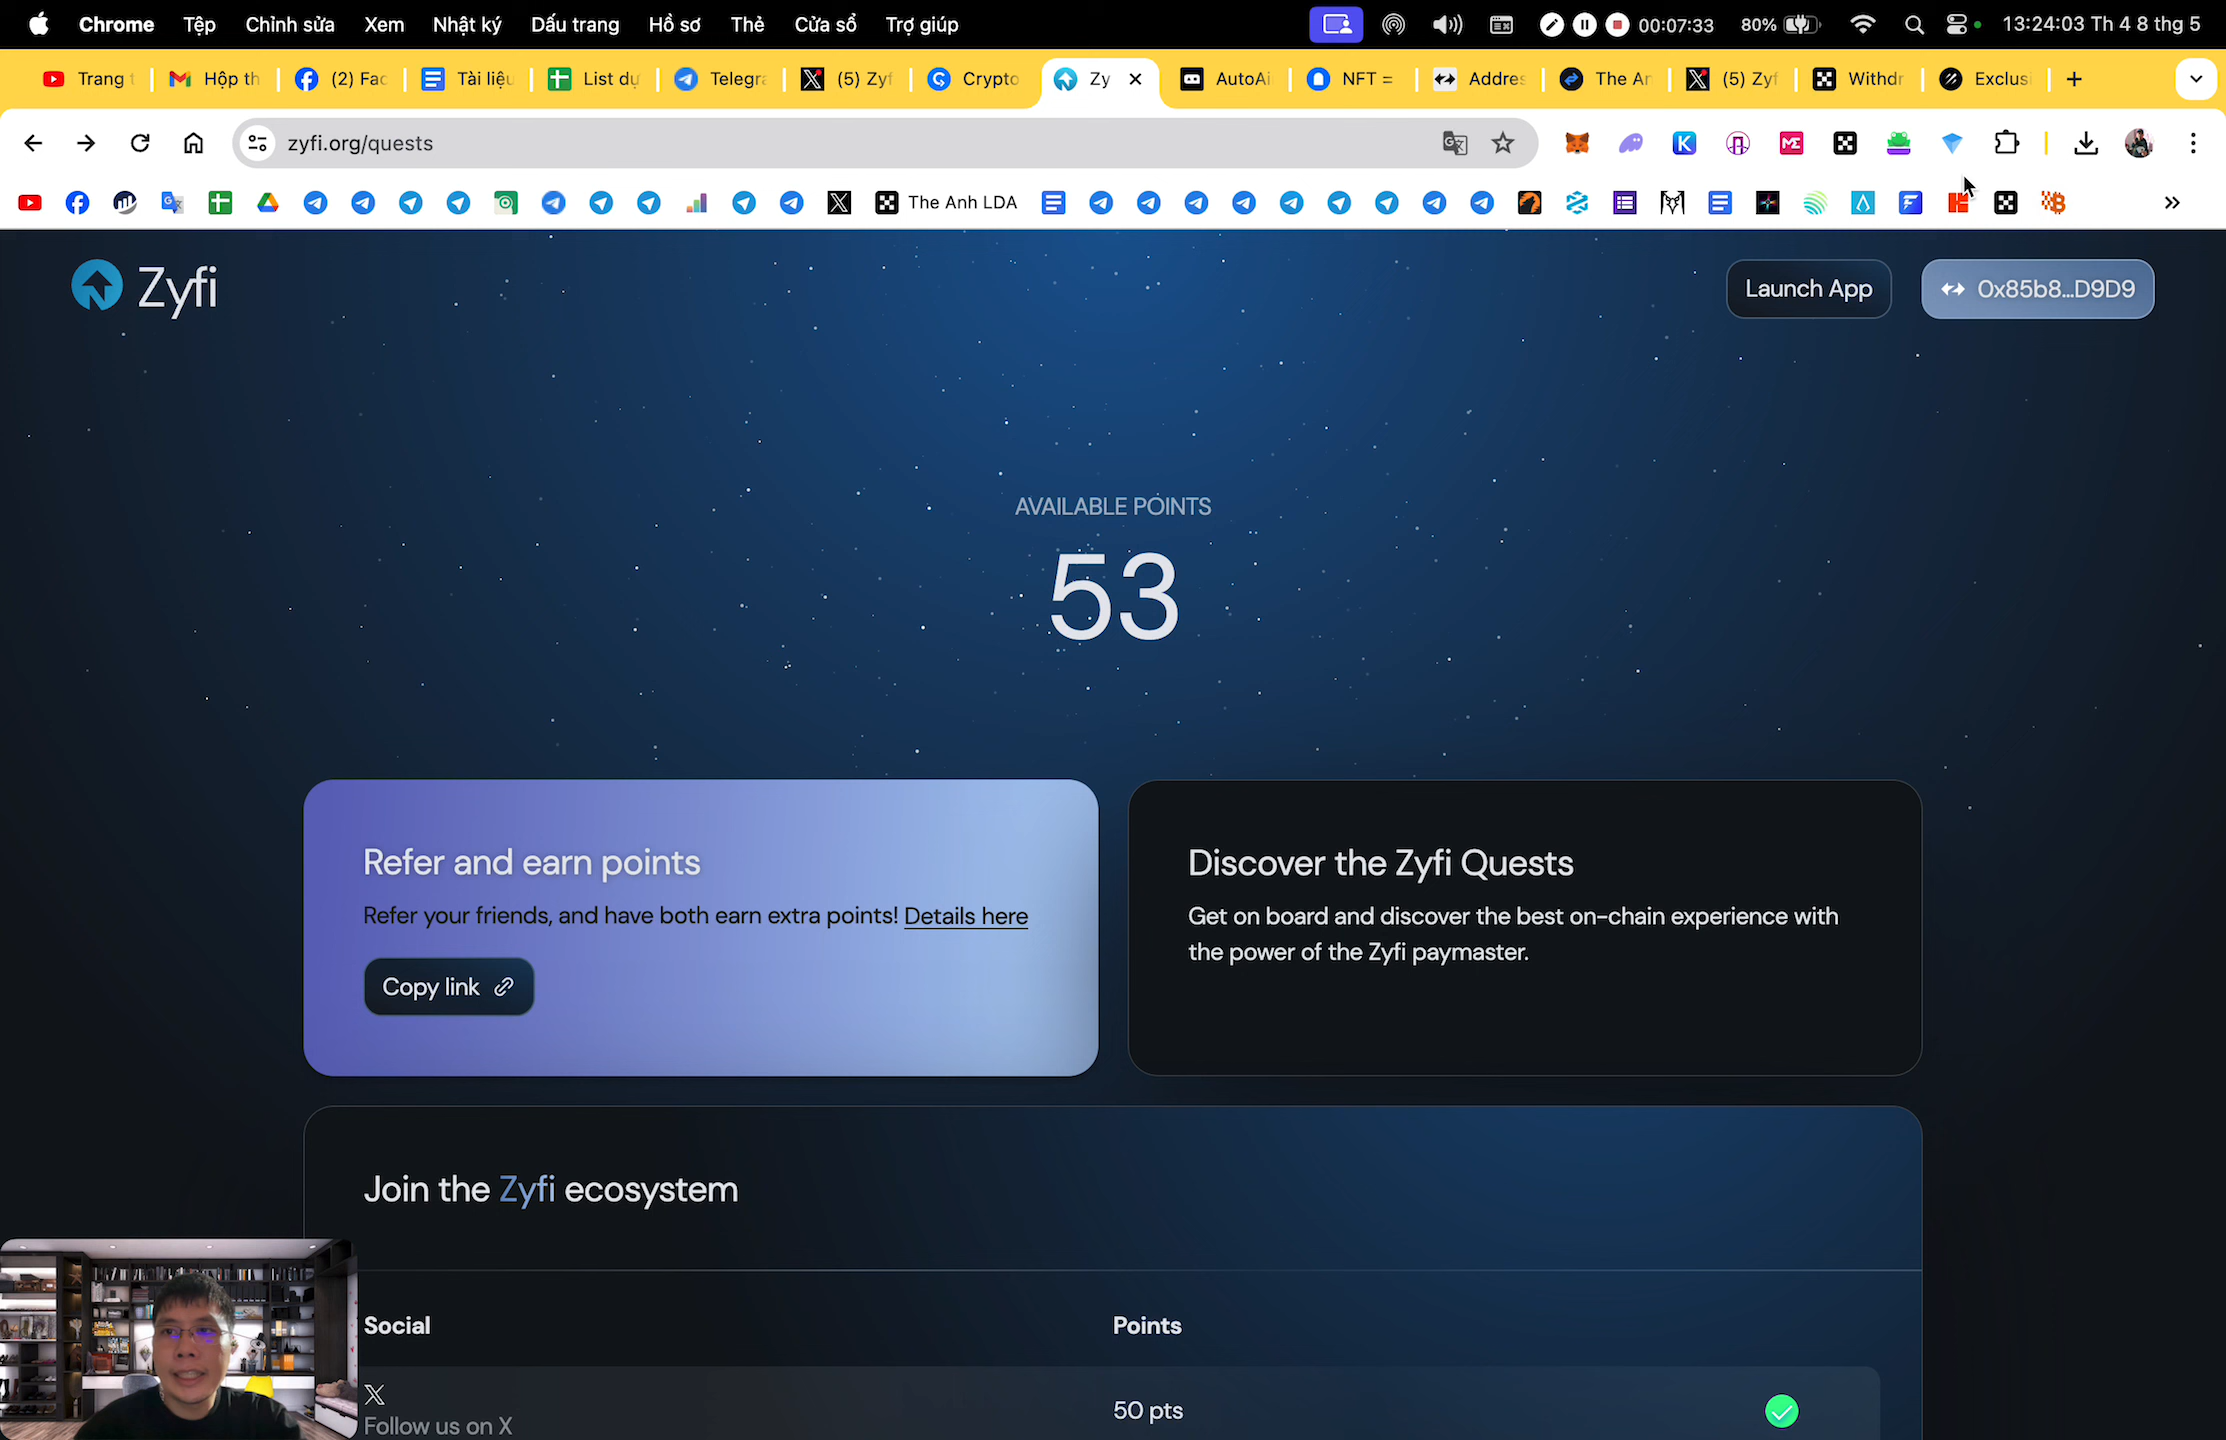 Chrome Tệp Chỉnh sửa Xem Nhật ký Dấu trang Hồ sơ Thẻ Cửa sổ Trợ giúp 00:07:33 80% 13:24:03 Th 4 8 thg 5
Trang t Hộp th (2) Fac Tài liệu List dụ Telegra (5) Zyf Crypto Zy AutoAi NFT = Addres The An (5) Zyf Withdr Exclusi
zyfi.org/quests
The Anh LDA
Zyfi
Launch App
0x85b8...D9D9
AVAILABLE POINTS
53
Refer and earn points
Refer your friends, and have both earn extra points! Details here
Copy link
Discover the Zyfi Quests
Get on board and discover the best on-chain experience with
the power of the Zyfi paymaster.
Join the Zyfi ecosystem
Social Points
Follow us on X
50 pts